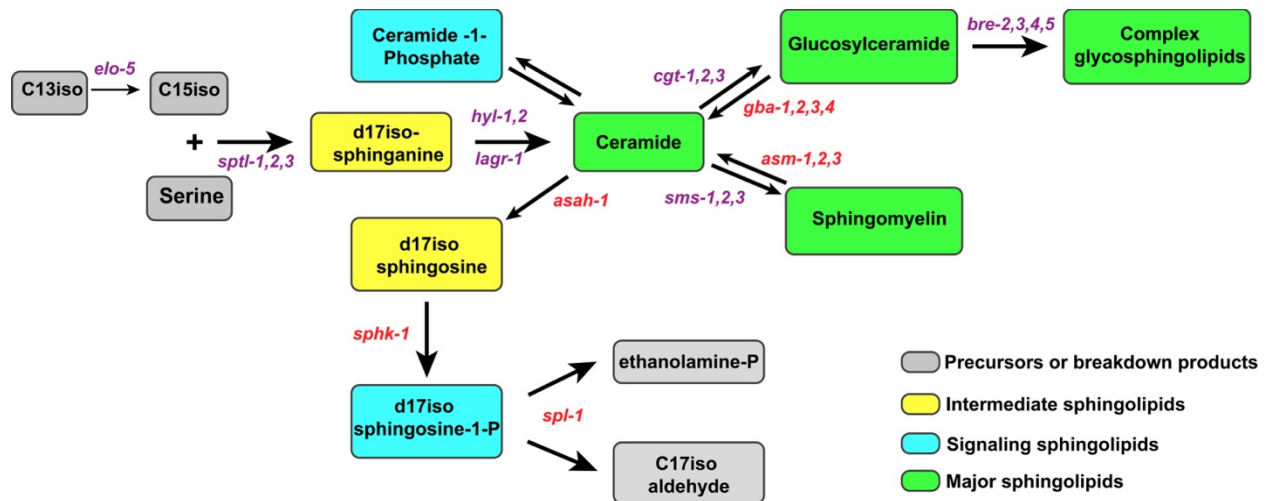 Ceramide -1-
Phosphate
Glucosylceramide
bre-2,3,4,5
Complex
glycosphingolipids
C13iso
elo-5
C15iso
cgt-1,2,3
gba-1,2,3,4
+
sptl-1,2,3
d17iso-
sphinganine
hyl-1,2
lagr-1
Ceramide
asm-1,2,3
sms-1,2,3
Serine
asah-1
Sphingomyelin
d17iso
sphingosine
sphk-1
ethanolamine-P
d17iso
sphingosine-1-P
spl-1
C17iso
aldehyde
Precursors or breakdown products
Intermediate sphingolipids
Signaling sphingolipids
Major sphingolipids